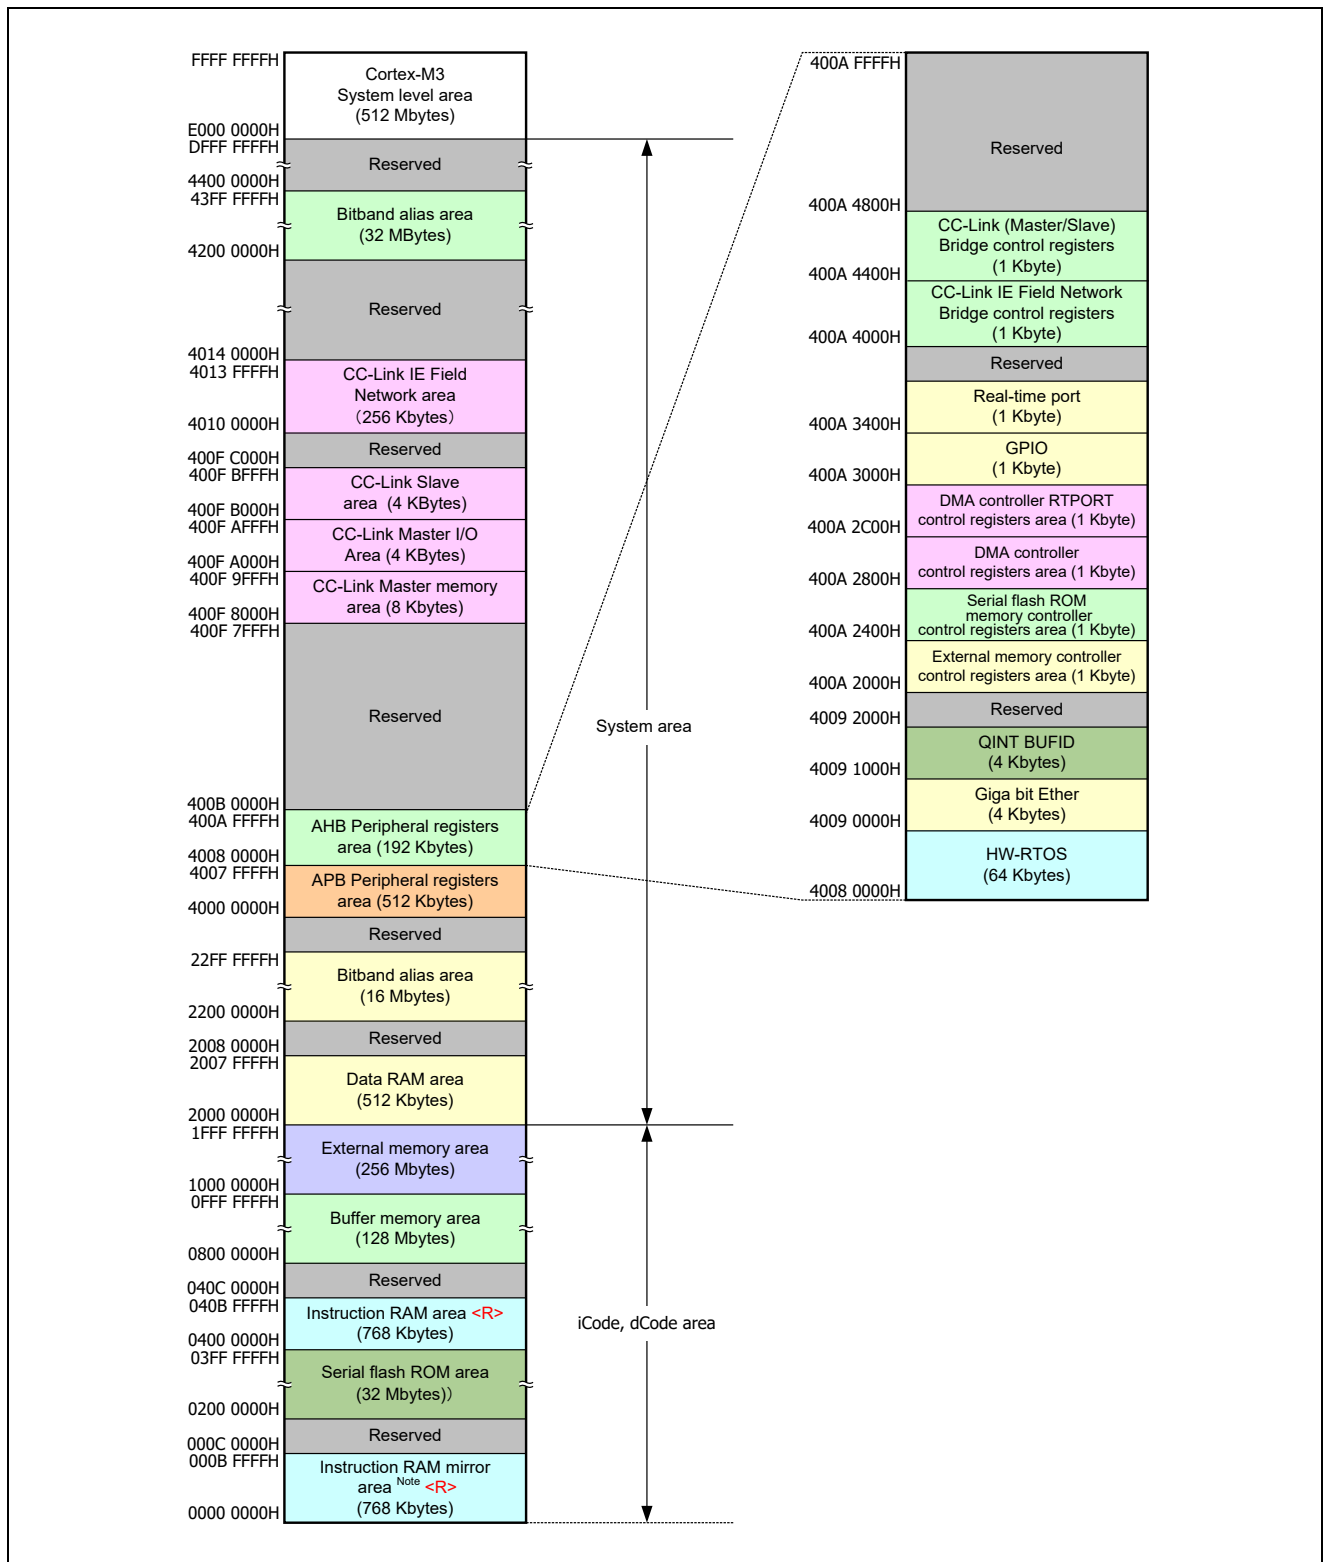 FFFF FFFFH
Cortex-M3
System level area
(512 Mbytes)
E000 0000H
DFFF FFFFH
Reserved
4400 0000H
43FF FFFFH
Bitband alias area
(32 MBytes)
4200 0000H
Reserved
4014 0000H
4013 FFFFH
CC-Link IE Field
Network area
(256 Kbytes)
4010 0000H
Reserved
400F C000H
400F BFFFH
CC-Link Slave
area (4 KBytes)
400F B000H
400F AFFFH
CC-Link Master I/O
Area (4 KBytes)
400F A000H
400F 9FFFH
CC-Link Master memory
area (8 Kbytes)
400F 8000H
400F 7FFFH
Reserved
400B 0000H
400A FFFFH
AHB Peripheral registers
area (192 Kbytes)
4008 0000H
4007 FFFFH
APB Peripheral registers
area (512 Kbytes)
4000 0000H
Reserved
22FF FFFFH
Bitband alias area
(16 Mbytes)
2200 0000H
Reserved
2008 0000H
2007 FFFFH
Data RAM area
(512 Kbytes)
2000 0000H
1FFF FFFFH
External memory area
(256 Mbytes)
1000 0000H
0FFF FFFFH
Buffer memory area
(128 Mbytes)
0800 0000H
Reserved
040C 0000H
040B FFFFH
Instruction RAM area <R>
(768 Kbytes)
0400 0000H
03FF FFFFH
Serial flash ROM area
(32 Mbytes))
0200 0000H
Reserved
000C 0000H
000B FFFFH
Instruction RAM mirror
area Note <R>
(768 Kbytes)
0000 0000H
System area
iCode, dCode area
400A FFFFH
Reserved
400A 4800H
CC-Link (Master/Slave)
Bridge control registers
(1 Kbyte)
400A 4400H
CC-Link IE Field Network
Bridge control registers
(1 Kbyte)
400A 4000H
Reserved
Real-time port
(1 Kbyte)
400A 3400H
GPIO
(1 Kbyte)
400A 3000H
DMA controller RTPORT
control registers area (1 Kbyte)
400A 2C00H
DMA controller
control registers area (1 Kbyte)
400A 2800H
Serial flash ROM
memory controller
control registers area (1 Kbyte)
400A 2400H
External memory controller
control registers area (1 Kbyte)
400A 2000H
Reserved
4009 2000H
QINT BUFID
(4 Kbytes)
4009 1000H
Giga bit Ether
(4 Kbytes)
4009 0000H
HW-RTOS
(64 Kbytes)
4008 0000H